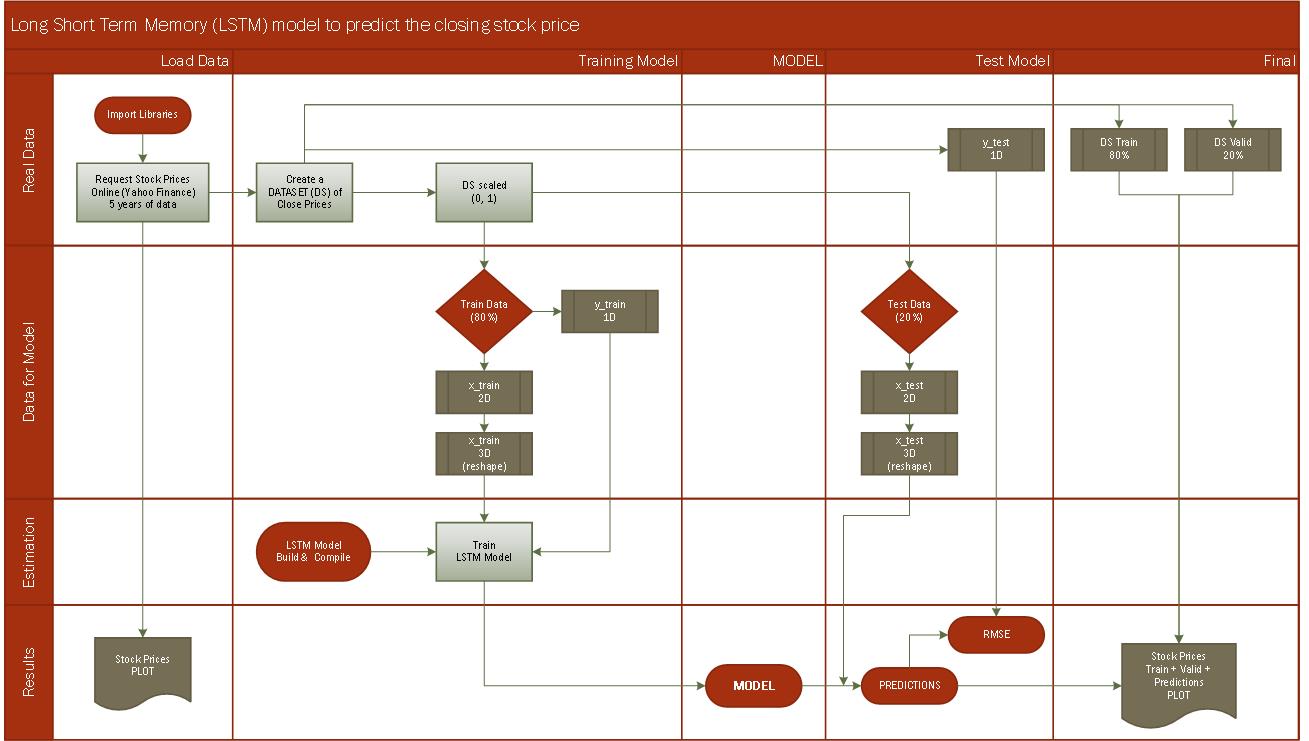 Long Short Term Memory (LSTM) model to predict the closing stock price
Load Data
Training Model
MODEL
Test Model
Final
Real Data
Import Libraries
Request Stock Prices
Online (Yahoo Finance)
5 years of data
Create a
DATASET (DS) of
Close Prices
DS scaled
(0, 1)
y_test
1D
DS Train
80%
DS Valid
20%
Data for Model
Train Data
(80%)
y_train
1D
x_train
2D
x_train
3D
(reshape)
Test Data
(20%)
x_test
2D
x_test
3D
(reshape)
Estimation
LSTM Model
Build & Compile
Train
LSTM Model
Results
Stock Prices
PLOT
MODEL
PREDICTIONS
RMSE
Stock Prices
Train + Valid +
Predictions
PLOT